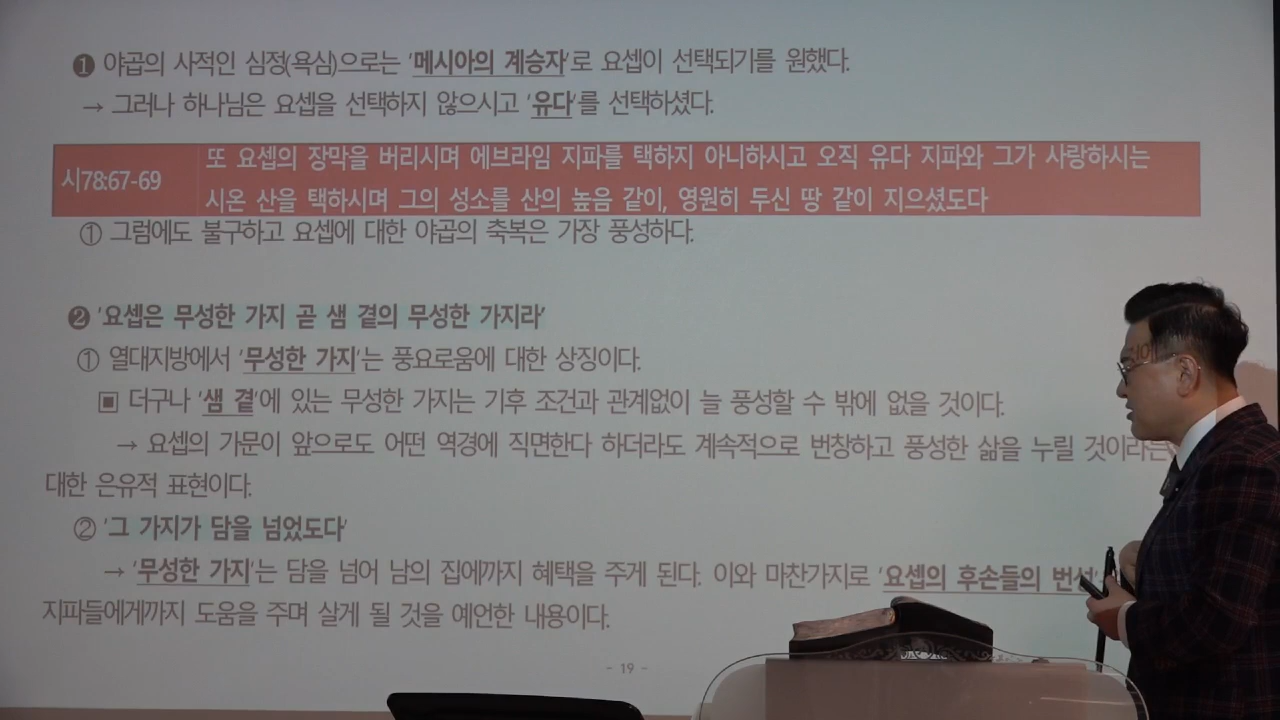 ❶ 야곱의 사적인 심정(욕심)으로는 '메시아의 계승자'로 요셉이 선택되기를 원했다.
→ 그러나 하나님은 요셉을 선택하지 않으시고 '유다'를 선택하셨다.
시78:67-69
또 요셉의 장막을 버리시며 에브라임 지파를 택하지 아니하시고 오직 유다 지파와 그가 사랑하시는
시온 산을 택하시며 그의 성소를 산의 높음 같이, 영원히 두신 땅 같이 지으셨도다
① 그럼에도 불구하고 요셉에 대한 야곱의 축복은 가장 풍성하다.
❷ '요셉은 무성한 가지 곧 샘 곁의 무성한 가지라'
① 열대지방에서 '무성한 가지'는 풍요로움에 대한 상징이다.
▣ 더구나 '샘 곁'에 있는 무성한 가지는 기후 조건과 관계없이 늘 풍성할 수 밖에 없을 것이다.
→ 요셉의 가문이 앞으로도 어떤 역경에 직면한다 하더라도 계속적으로 번창하고 풍성한 삶을 누릴 것이라는
대한 은유적 표현이다.
② '그 가지가 담을 넘었도다'
→ '무성한 가지'는 담을 넘어 남의 집에까지 혜택을 주게 된다. 이와 마찬가지로 '요셉의 후손들의 번성
지파들에게까지 도움을 주며 살게 될 것을 예언한 내용이다.
- 19 -